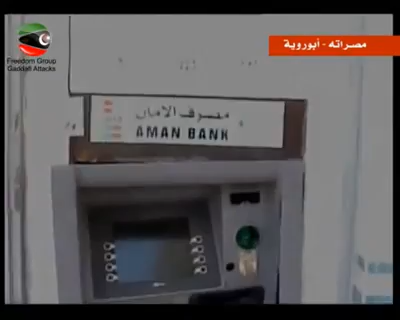 Freedom Group
Gaddafi Attacks
مصراته - أبوروية
مصرف الأمان
AMAN BANK